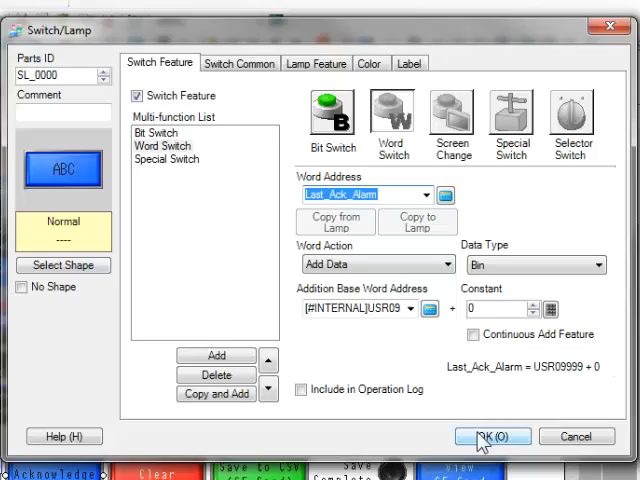 Switch/Lamp
Parts ID
SL_0000
Comment
ABC
Normal
----
Select Shape
No Shape
Help (H)
Switch Feature
Switch Common
Lamp Feature
Color
Label
Switch Feature
Multi-function List
Bit Switch
Word Switch
Special Switch
Add
Delete
Copy and Add
B
W
Bit Switch
Word Switch
Screen Change
Special Switch
Selector Switch
Word Address
Last_Ack_Alarm
Copy from Lamp
Copy to Lamp
Word Action
Add Data
Data Type
Bin
Addition Base Word Address
[#INTERNAL]USR09
+
Constant
0
Continuous Add Feature
Last_Ack_Alarm = USR09999 + 0
Include in Operation Log
OK (O)
Cancel
Acknowledge
Clear
Save to CSV
Save
Complete
View